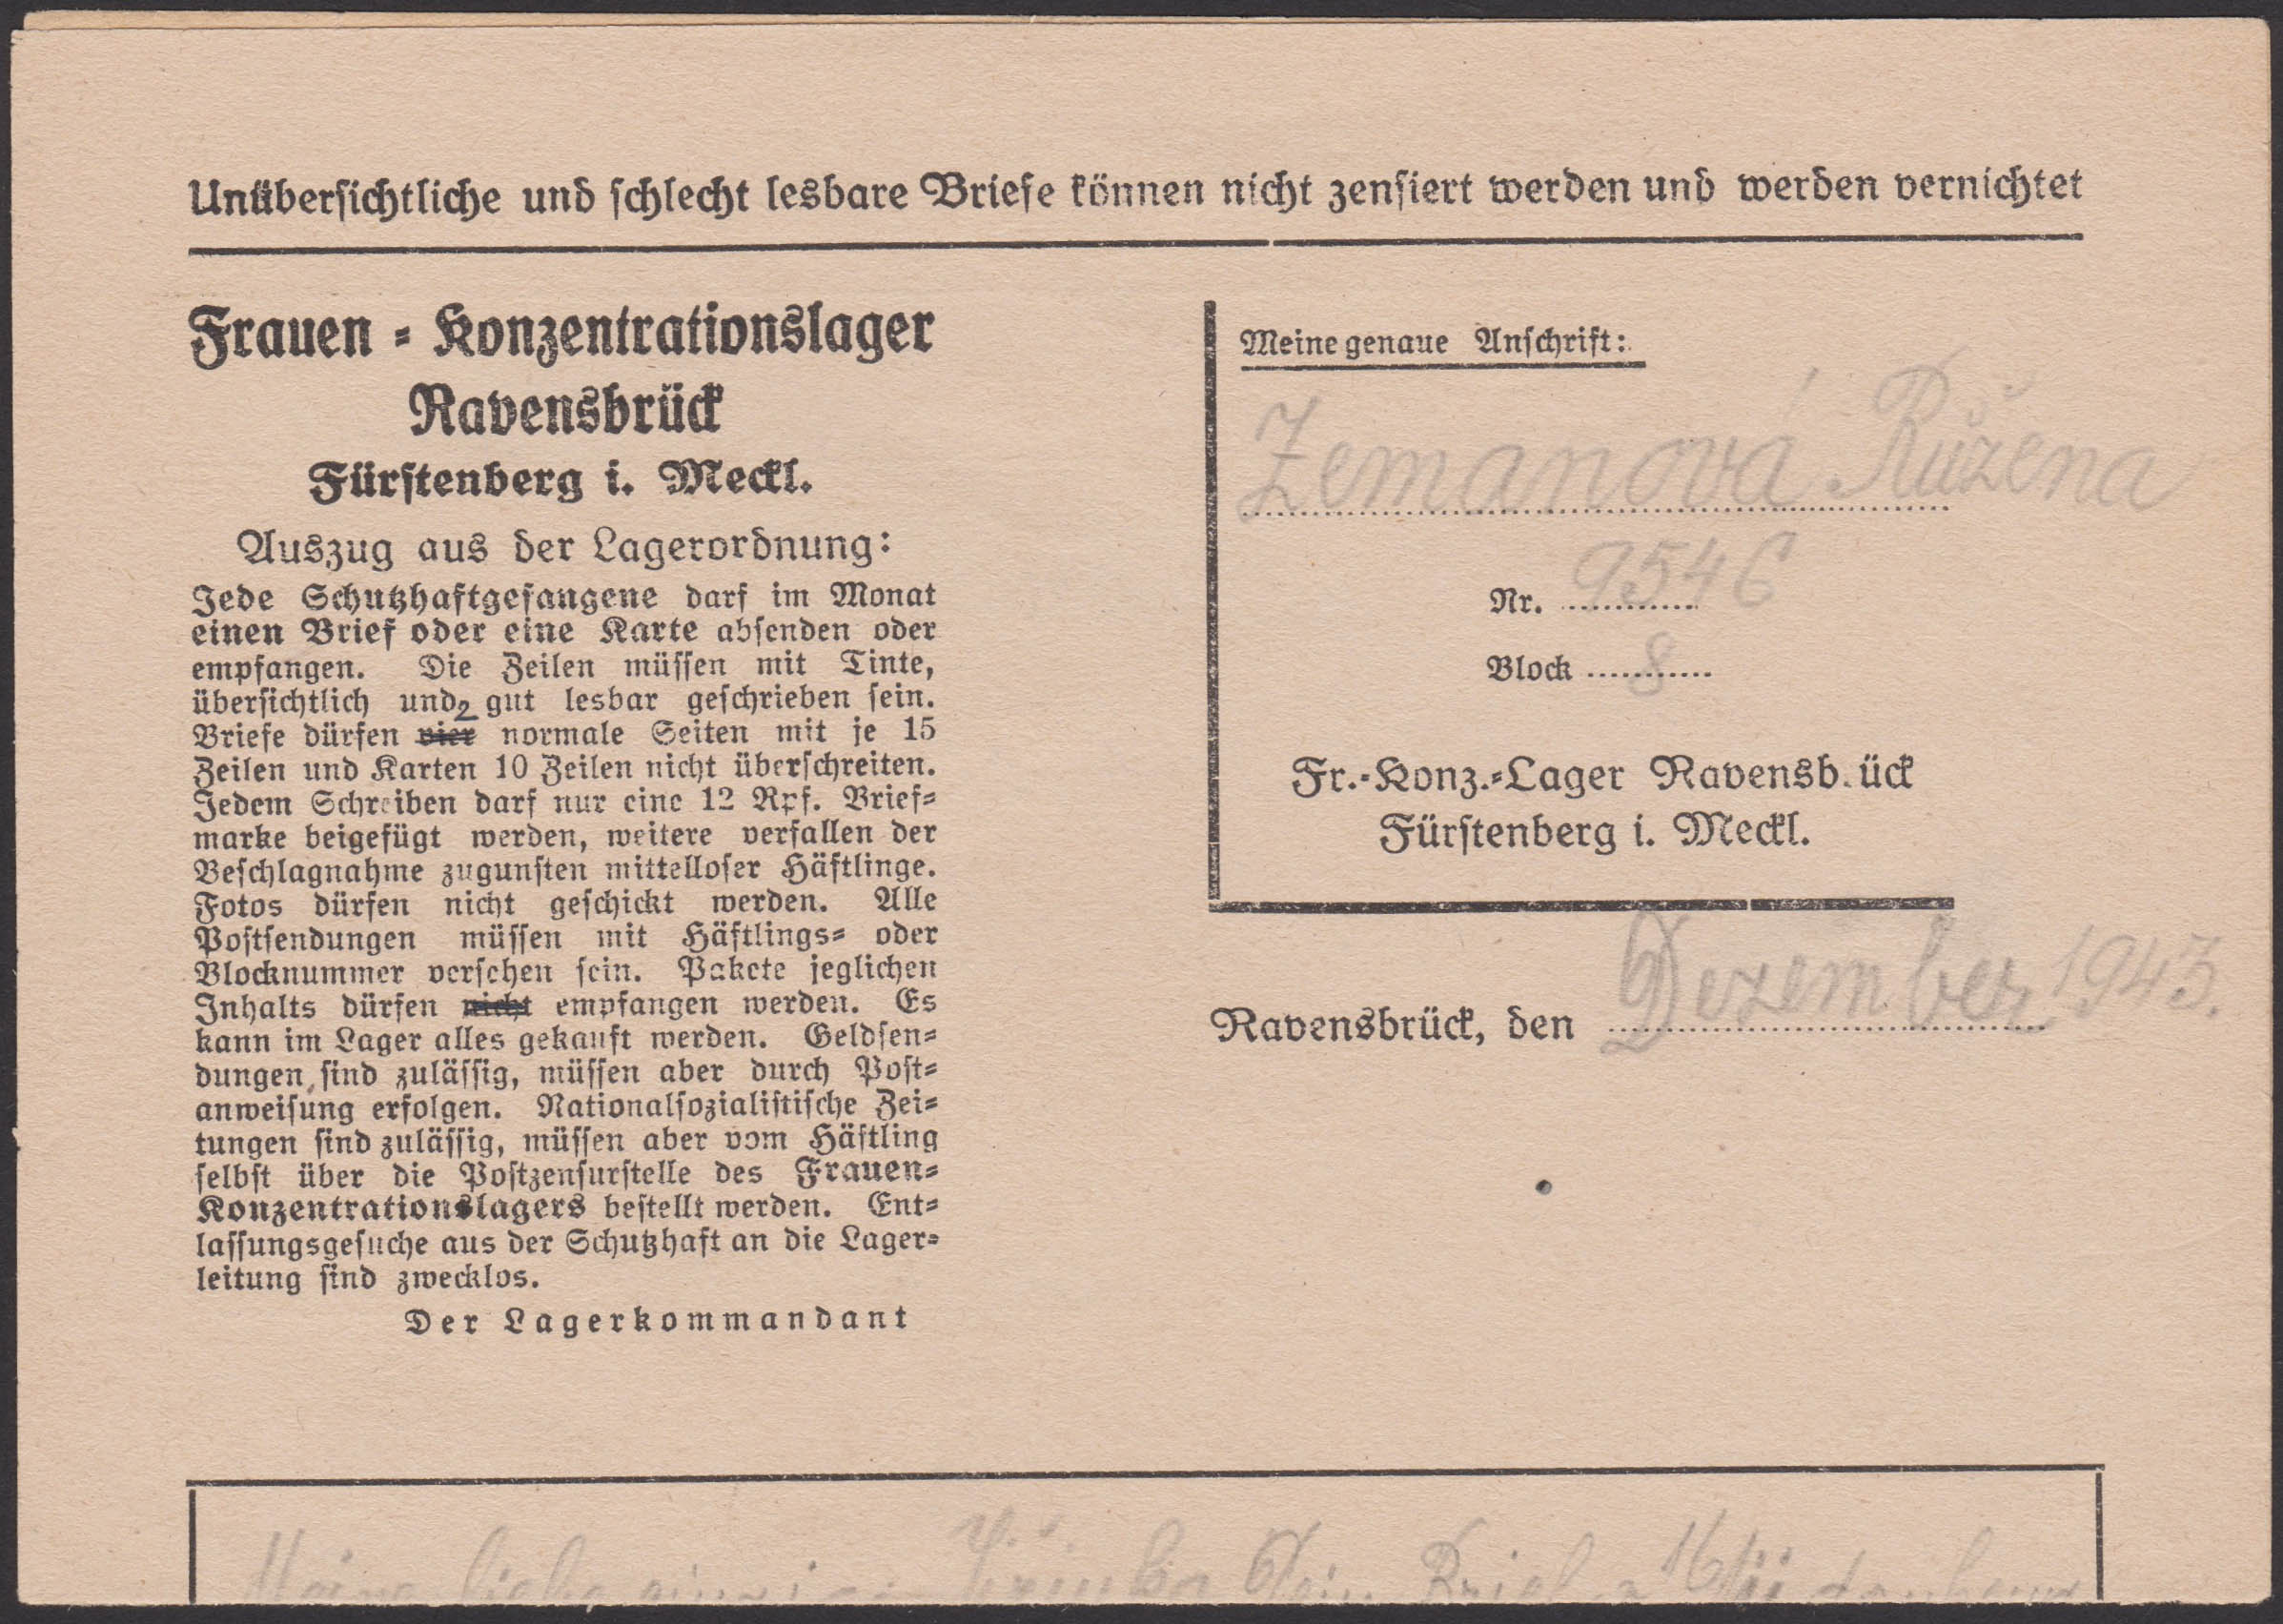 Unübersichtliche und schlecht lesbare Briefe können nicht zensiert werden und werden vernichtet
Frauen = Konzentrationslager
Ravensbrück
Fürstenberg i. Meckl.
Auszug aus der Lagerordnung:
Jede Schutzhaftgefangene darf im Monat
einen Brief oder eine Karte absenden oder
empfangen. Die Zeilen müssen mit Tinte,
übersichtlich und gut lesbar geschrieben sein.
2
Briefe dürfen vier normale Seiten mit je 15
Zeilen und Karten 10 Zeilen nicht überschreiten.
Jedem Schreiben darf nur eine 12 Rpf. Brief=
marke beigefügt werden, weitere verfallen der
Beschlagnahme zugunsten mittelloser Häftlinge.
Fotos dürfen nicht geschickt werden. Alle
Postsendungen müssen mit Häftlings= oder
Blocknummer versehen sein. Pakete jeglichen
Inhalts dürfen nicht empfangen werden. Es
kann im Lager alles gekauft werden. Geldsen=
dungen sind zulässig, müssen aber durch Post=
anweisung erfolgen. Nationalsozialistische Zei=
tungen sind zulässig, müssen aber vom Häftling
selbst über die Postzensurstelle des Frauen=
Konzentrationslagers bestellt werden. Ent=
lassungsgesuche aus der Schutzhaft an die Lager=
leitung sind zwecklos.
Der Lagerkommandant
Meine genaue Anschrift:
Zemanová Růžena
Nr. 9546
Block 8
Fr.=Konz.=Lager Ravensb.ück
Fürstenberg i. Meckl.
Ravensbrück, den Dezember 1943.
Meine liebe Dein Brief